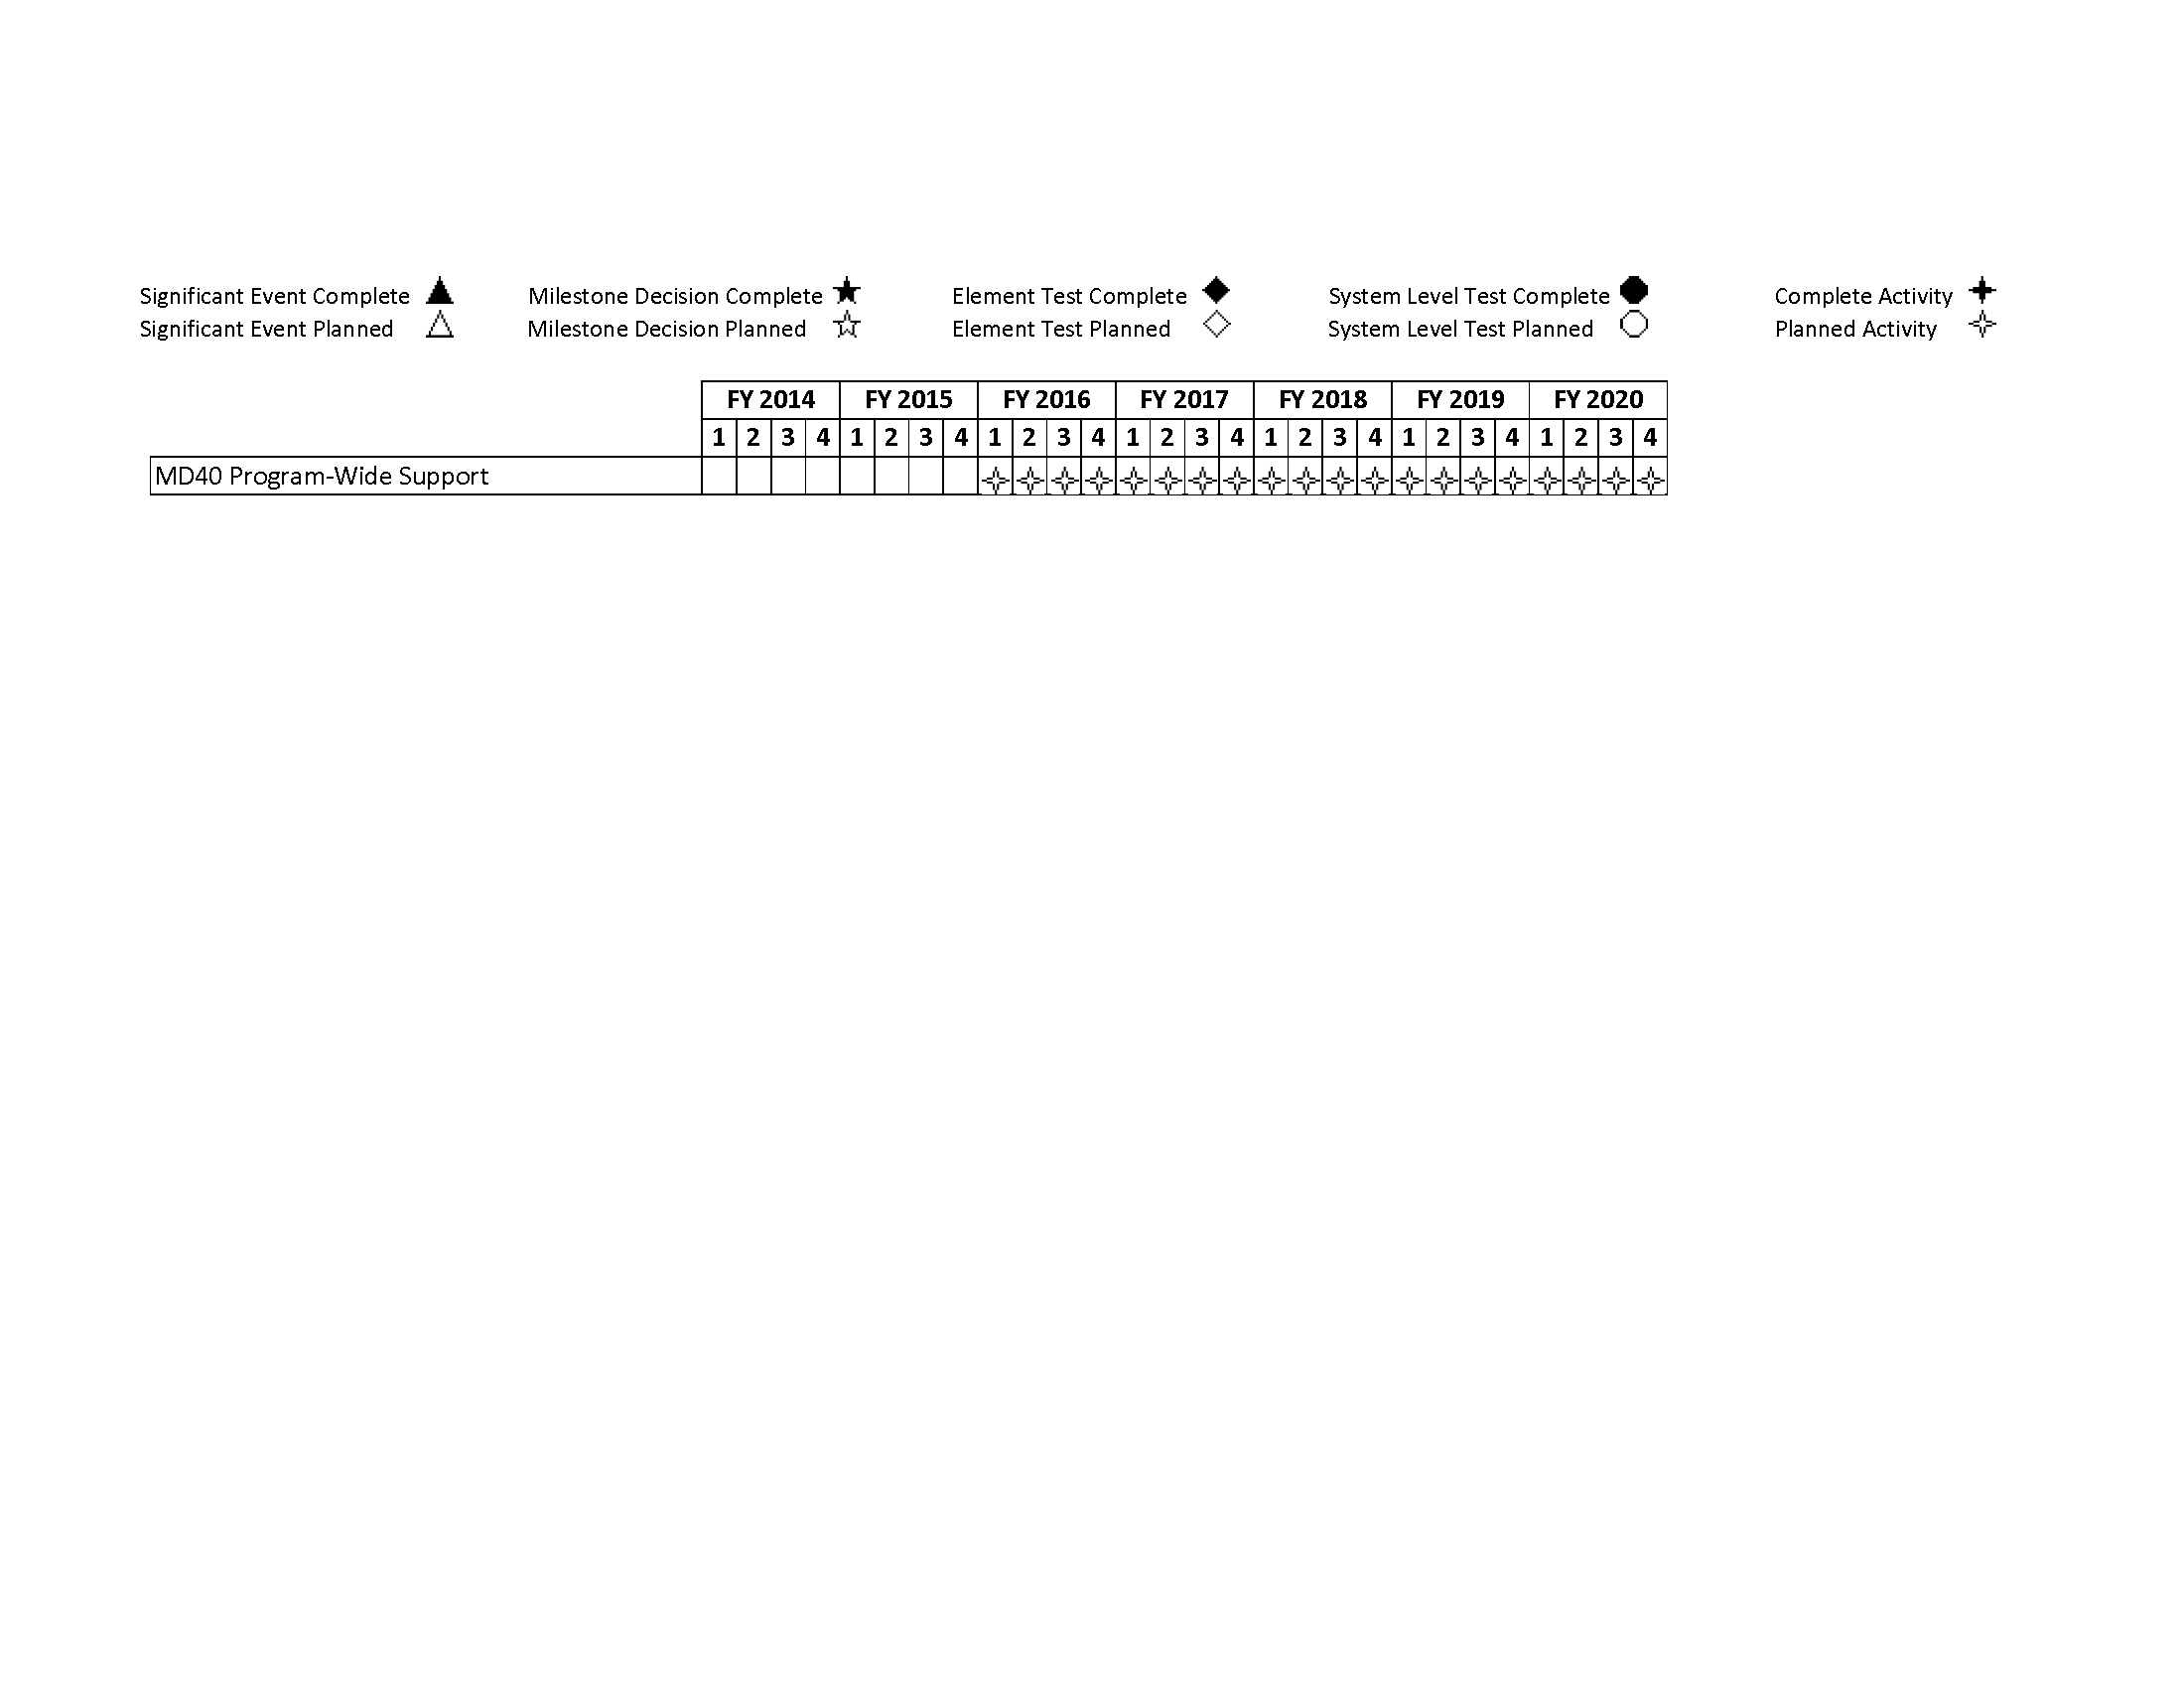 Significant Event Complete Milestone Decision Complete Element Test Complete System Level Test Complete Complete Activity
Significant Event Planned Milestone Decision Planned Element Test Planned System Level Test Planned Planned Activity
FY 2014 FY 2015 FY 2016 FY 2017 FY 2018 FY 2019 FY 2020
1 2 3 4 1 2 3 4 1 2 3 4 1 2 3 4 1 2 3 4 1 2 3 4 1 2 3 4
MD40 Program-Wide Support